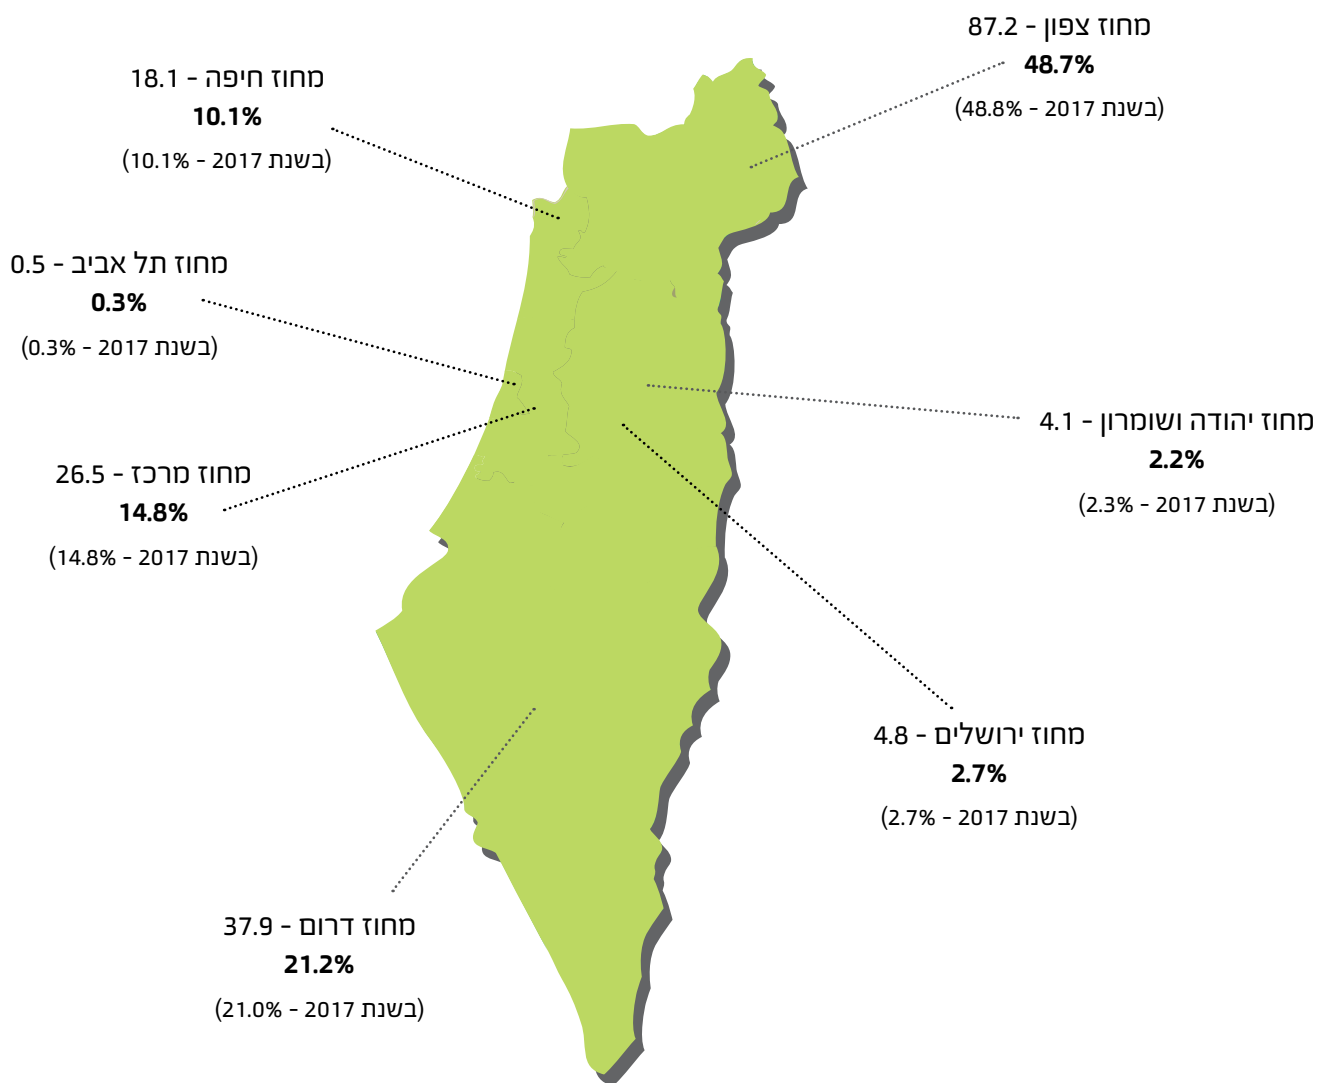 מחוז צפון - 87.2
48.7%
(בשנת 2017 - 48.8%)
מחוז חיפה - 18.1
10.1%
(בשנת 2017 - 10.1%)
מחוז תל אביב - 0.5
0.3%
(בשנת 2017 - 0.3%)
מחוז יהודה ושומרון - 4.1
2.2%
(בשנת 2017 - 2.3%)
מחוז מרכז - 26.5
14.8%
(בשנת 2017 - 14.8%)
מחוז ירושלים - 4.8
2.7%
(בשנת 2017 - 2.7%)
מחוז דרום - 37.9
21.2%
(בשנת 2017 - 21.0%)